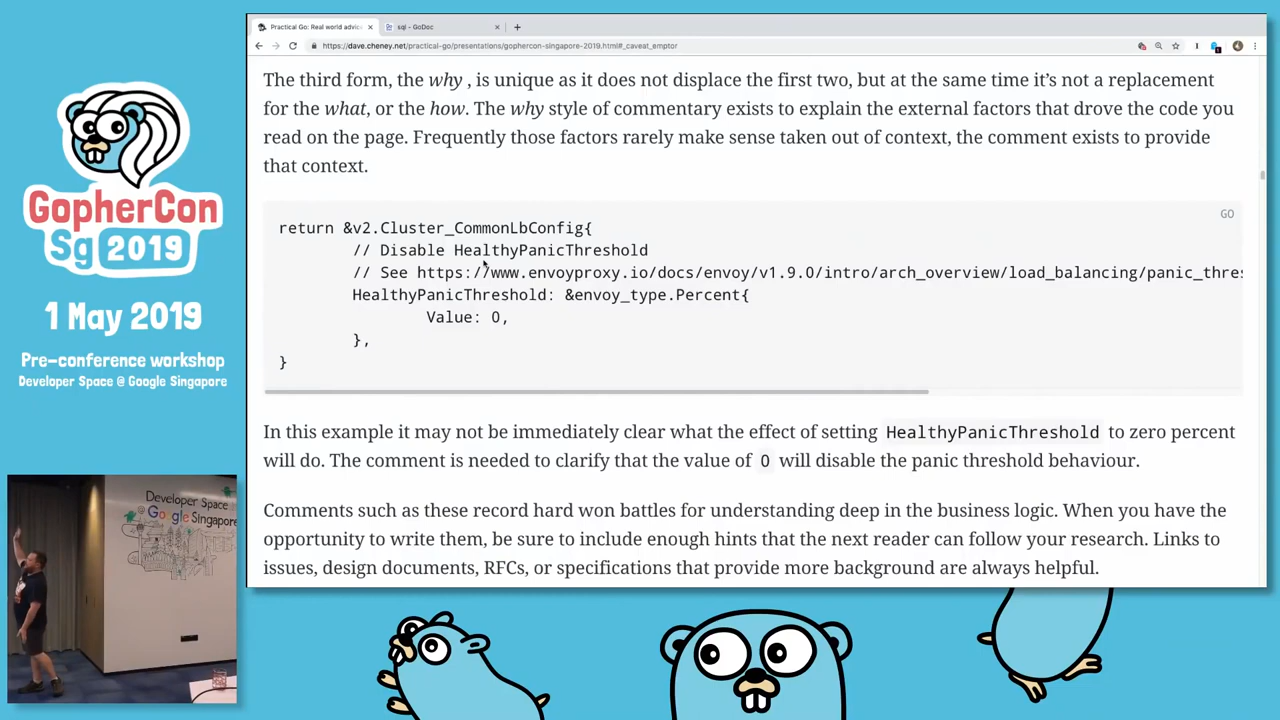 Practical Go: Real world advic
sql - GoDoc
https://dave.cheney.net/practical-go/presentations/gophercon-singapore-2019.html#_caveat_emptor
The third form, the why , is unique as it does not displace the first two, but at the same time it's not a replacement
for the what, or the how. The why style of commentary exists to explain the external factors that drove the code you
read on the page. Frequently those factors rarely make sense taken out of context, the comment exists to provide
that context.
GO
return &v2.Cluster_CommonLbConfig{
// Disable HealthyPanicThreshold
// See https://www.envoyproxy.io/docs/envoy/v1.9.0/intro/arch_overview/load_balancing/panic_thres
HealthyPanicThreshold: &envoy_type.Percent{
Value: 0,
},
}
In this example it may not be immediately clear what the effect of setting HealthyPanicThreshold to zero percent
will do. The comment is needed to clarify that the value of 0 will disable the panic threshold behaviour.
Comments such as these record hard won battles for understanding deep in the business logic. When you have the
opportunity to write them, be sure to include enough hints that the next reader can follow your research. Links to
issues, design documents, RFCs, or specifications that provide more background are always helpful.
GopherCon
Sg 2019
1 May 2019
Pre-conference workshop
Developer Space @ Google Singapore
Developer Space
@ Google Singapore